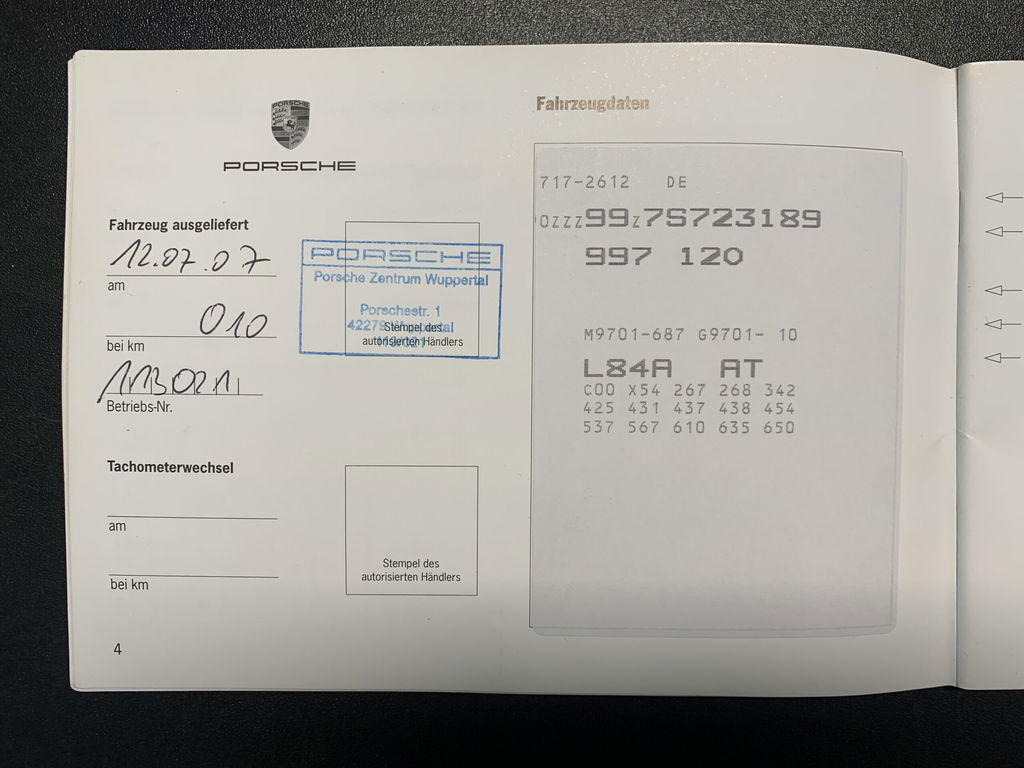 PORSCHE
PORSCHE
Fahrzeug ausgeliefert
12.07.07
am
010
bei km
Betriebs-Nr.
PORSCHE
Porsche Zentrum Wuppertal
Porschestr. 1
Stempel des
autorisierten Händlers
Tachometerwechsel
am
bei km
Stempel des
autorisierten Händlers
4
Fahrzeugdaten
717-2612 DE
0ZZZ99Z7S723189
997 120
M9701-687 G9701- 10
L84A AT
C00 X54 267 268 342
425 431 437 438 454
537 567 610 635 650